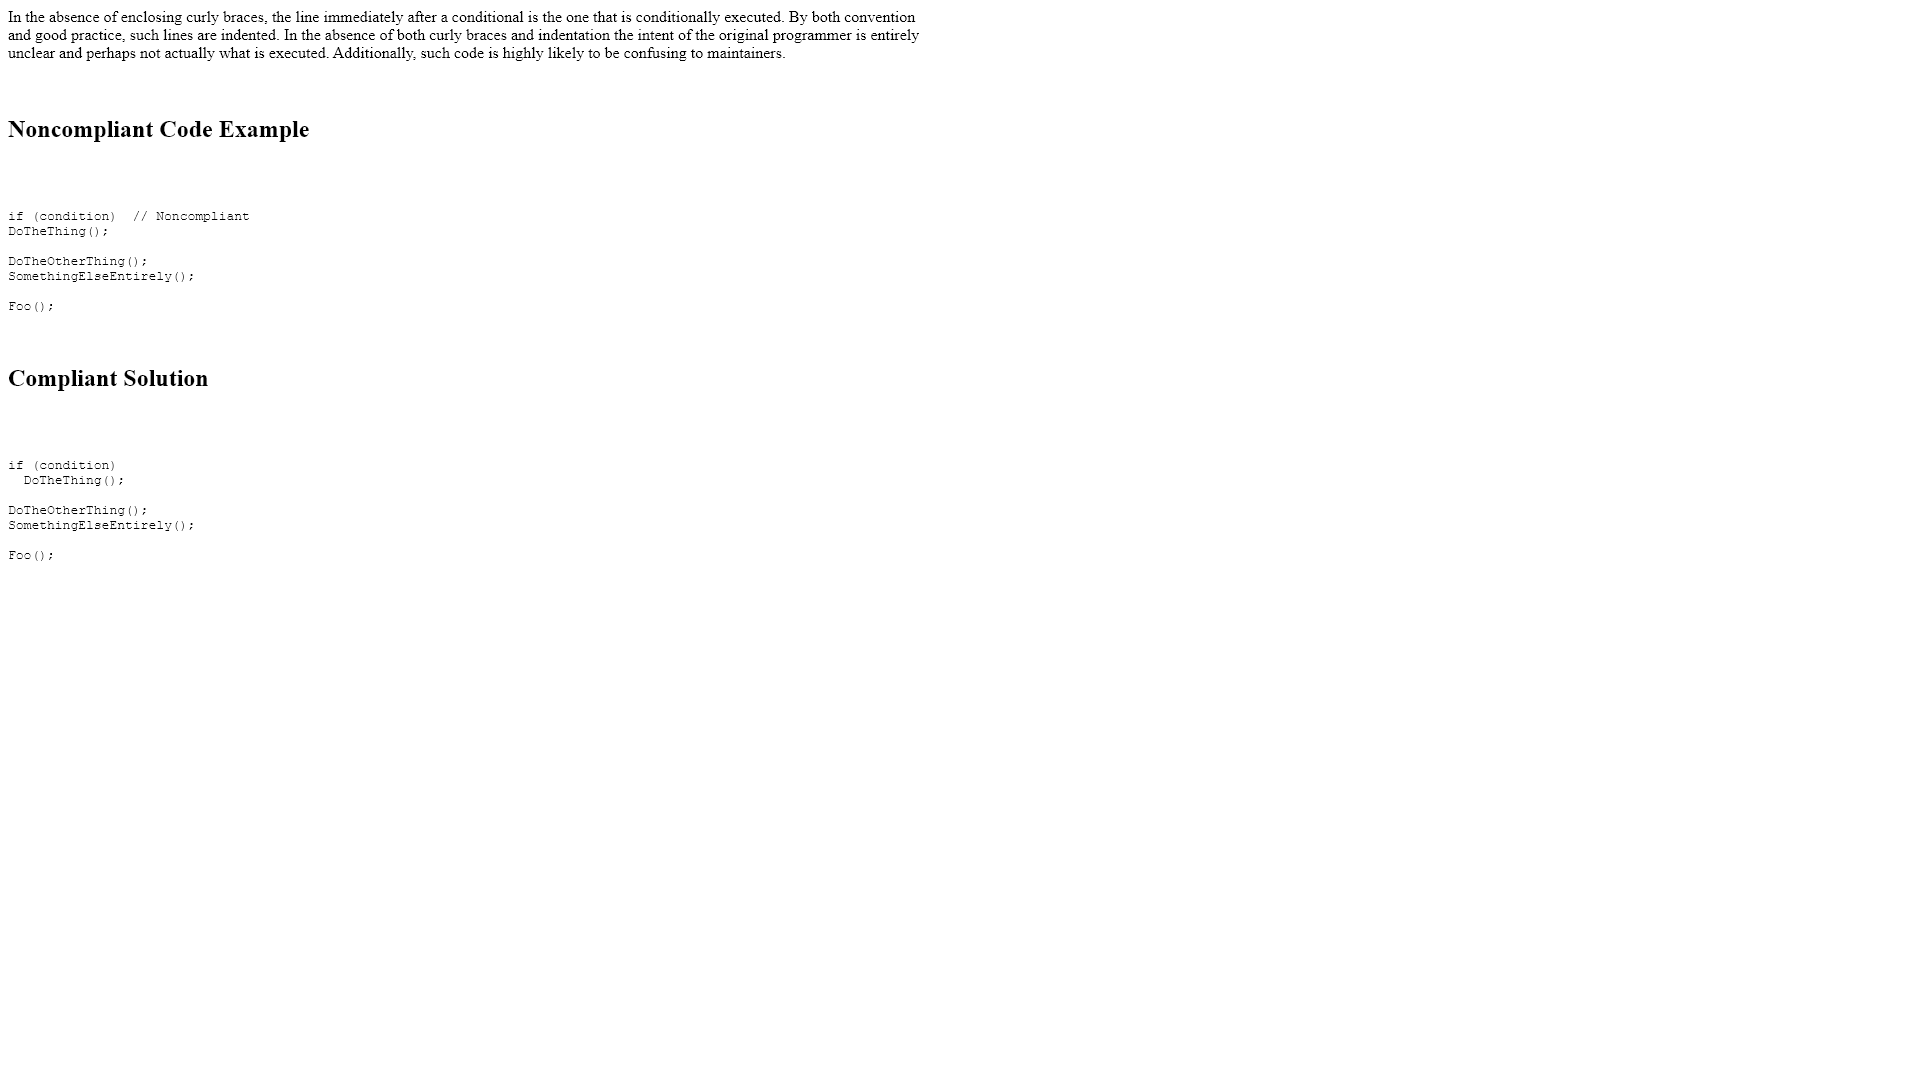 In the absence of enclosing curly braces, the line immediately after a conditional is the one that is conditionally executed. By both convention
and good practice, such lines are indented. In the absence of both curly braces and indentation the intent of the original programmer is entirely
unclear and perhaps not actually what is executed. Additionally, such code is highly likely to be confusing to maintainers.
Noncompliant Code Example
if (condition)  // Noncompliant
DoTheThing();
DoTheOtherThing();
SomethingElseEntirely();
Foo();
Compliant Solution
if (condition)
  DoTheThing();
DoTheOtherThing();
SomethingElseEntirely();
Foo();